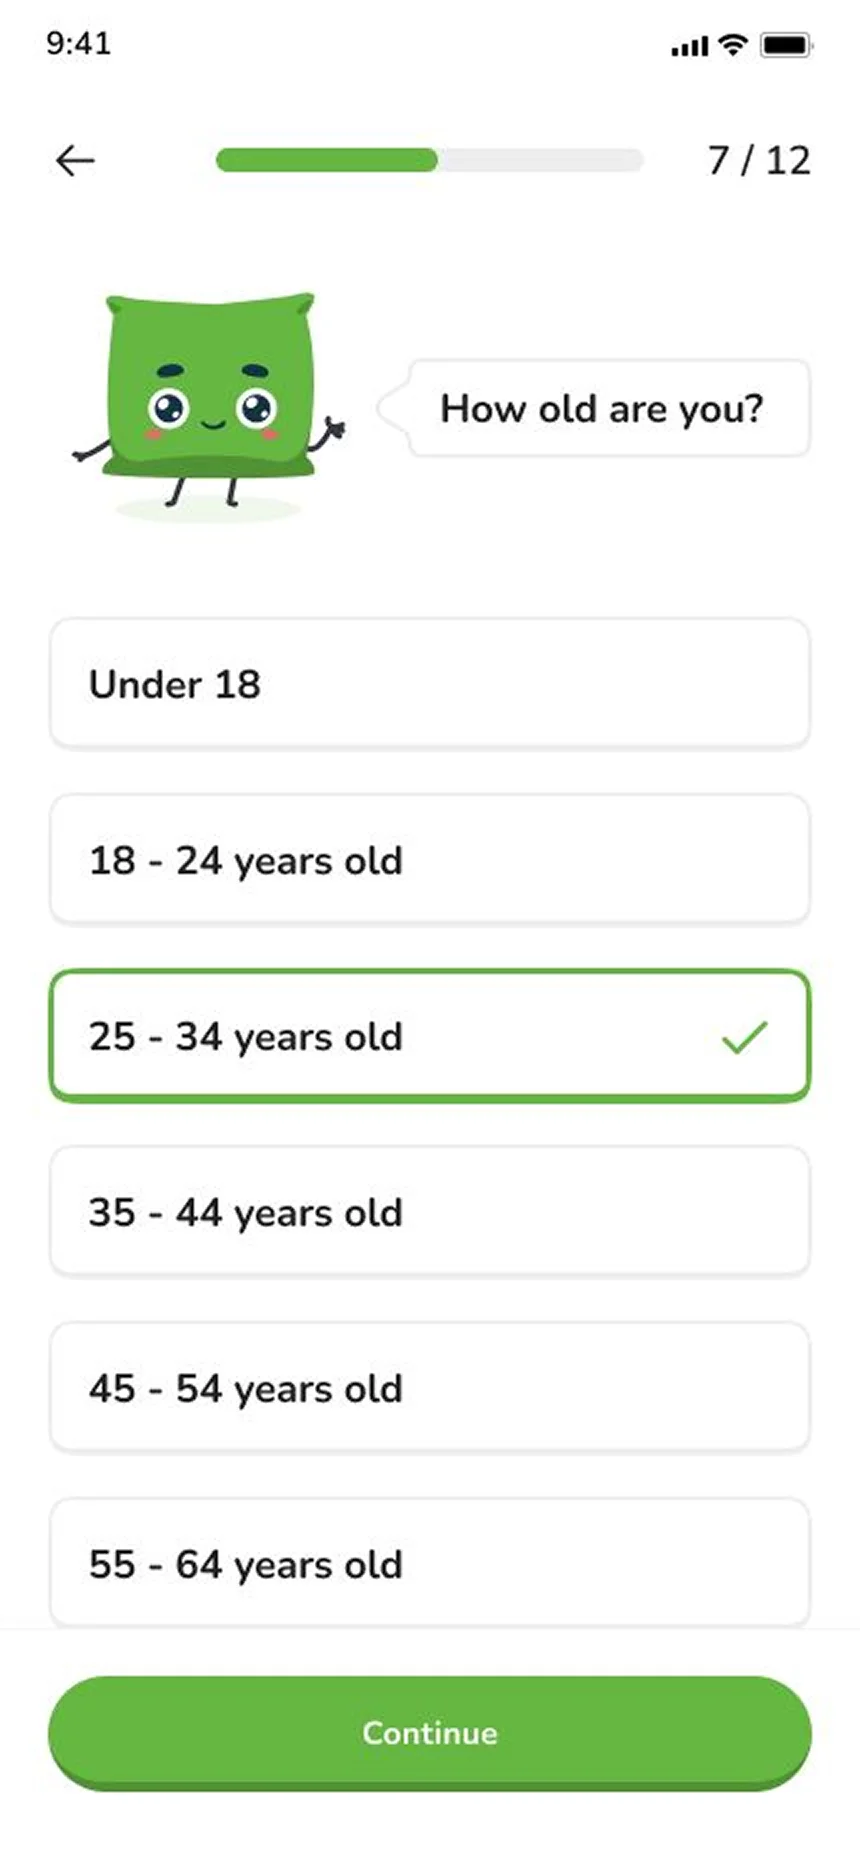 9:41
7 / 12
How old are you?
Under 18
18 - 24 years old
25 - 34 years old
35 - 44 years old
45 - 54 years old
55 - 64 years old
Continue